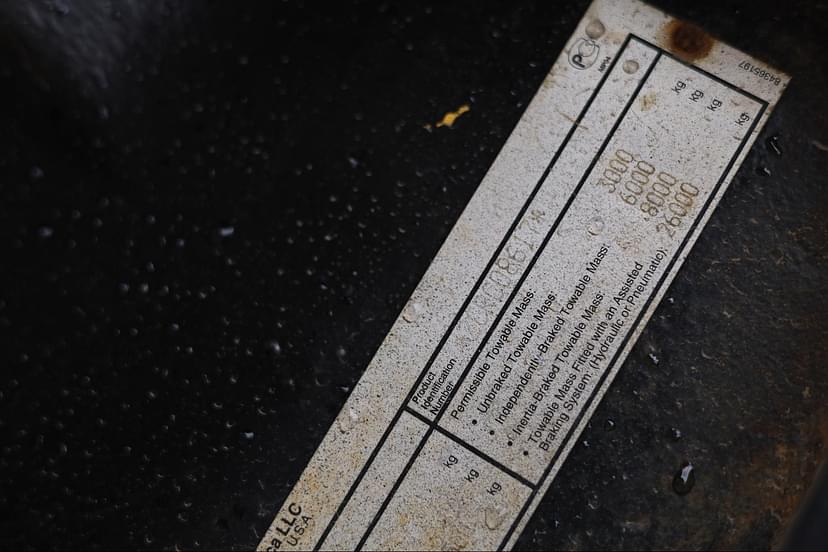 84365197
Product
Identification
Number
Permissible Towable Mass:
• Unbraked Towable Mass: 3000 kg
• Independently Braked Towable Mass: 6000 kg
• Inertia-Braked Towable Mass: 8000 kg
• Towable Mass Fitted with an Assisted
Braking System: (Hydraulic or Pneumatic): 26000 kg
kg
kg
kg
ca LLC
U.S.A